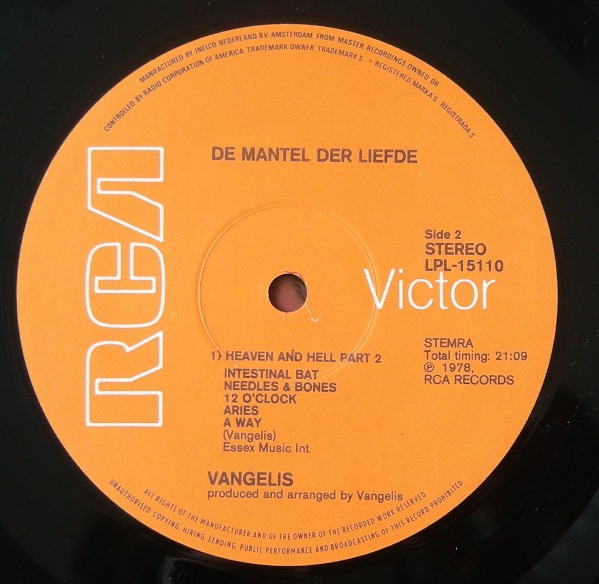 MANUFACTURED BY INELCO NEDERLAND BV AMSTERDAM, FROM MASTER RECORDINGS OWNED OR
CONTROLLED BY RADIO CORPORATION OF AMERICA. TRADEMARK OWNER TRADEMARKS - REGISTERED MARKAS REGISTRADAS
DE MANTEL DER LIEFDE
RCA
Side 2
STEREO
LPL-15110
Victor
STEMRA
Total timing: 21:09
Ⓟ 1978,
RCA RECORDS
1) HEAVEN AND HELL PART 2
INTESTINAL BAT
NEEDLES & BONES
12 O'CLOCK
ARIES
A WAY
(Vangelis)
Essex Music Int.
VANGELIS
produced and arranged by Vangelis
ALL RIGHTS OF THE MANUFACTURER AND OF THE OWNER OF THE RECORDED WORK RESERVED
UNAUTHORISED COPYING, HIRING, LENDING, PUBLIC PERFORMANCE AND BROADCASTING OF THIS RECORD PROHIBITED